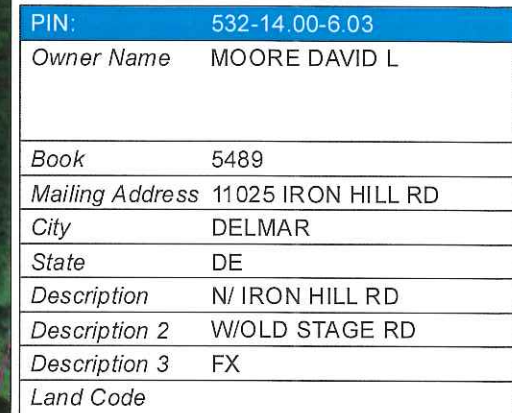 PIN: 532-14.00-6.03
Owner Name MOORE DAVID L
Book 5489
Mailing Address 11025 IRON HILL RD
City DELMAR
State DE
Description N/ IRON HILL RD
Description 2 W/OLD STAGE RD
Description 3 FX
Land Code